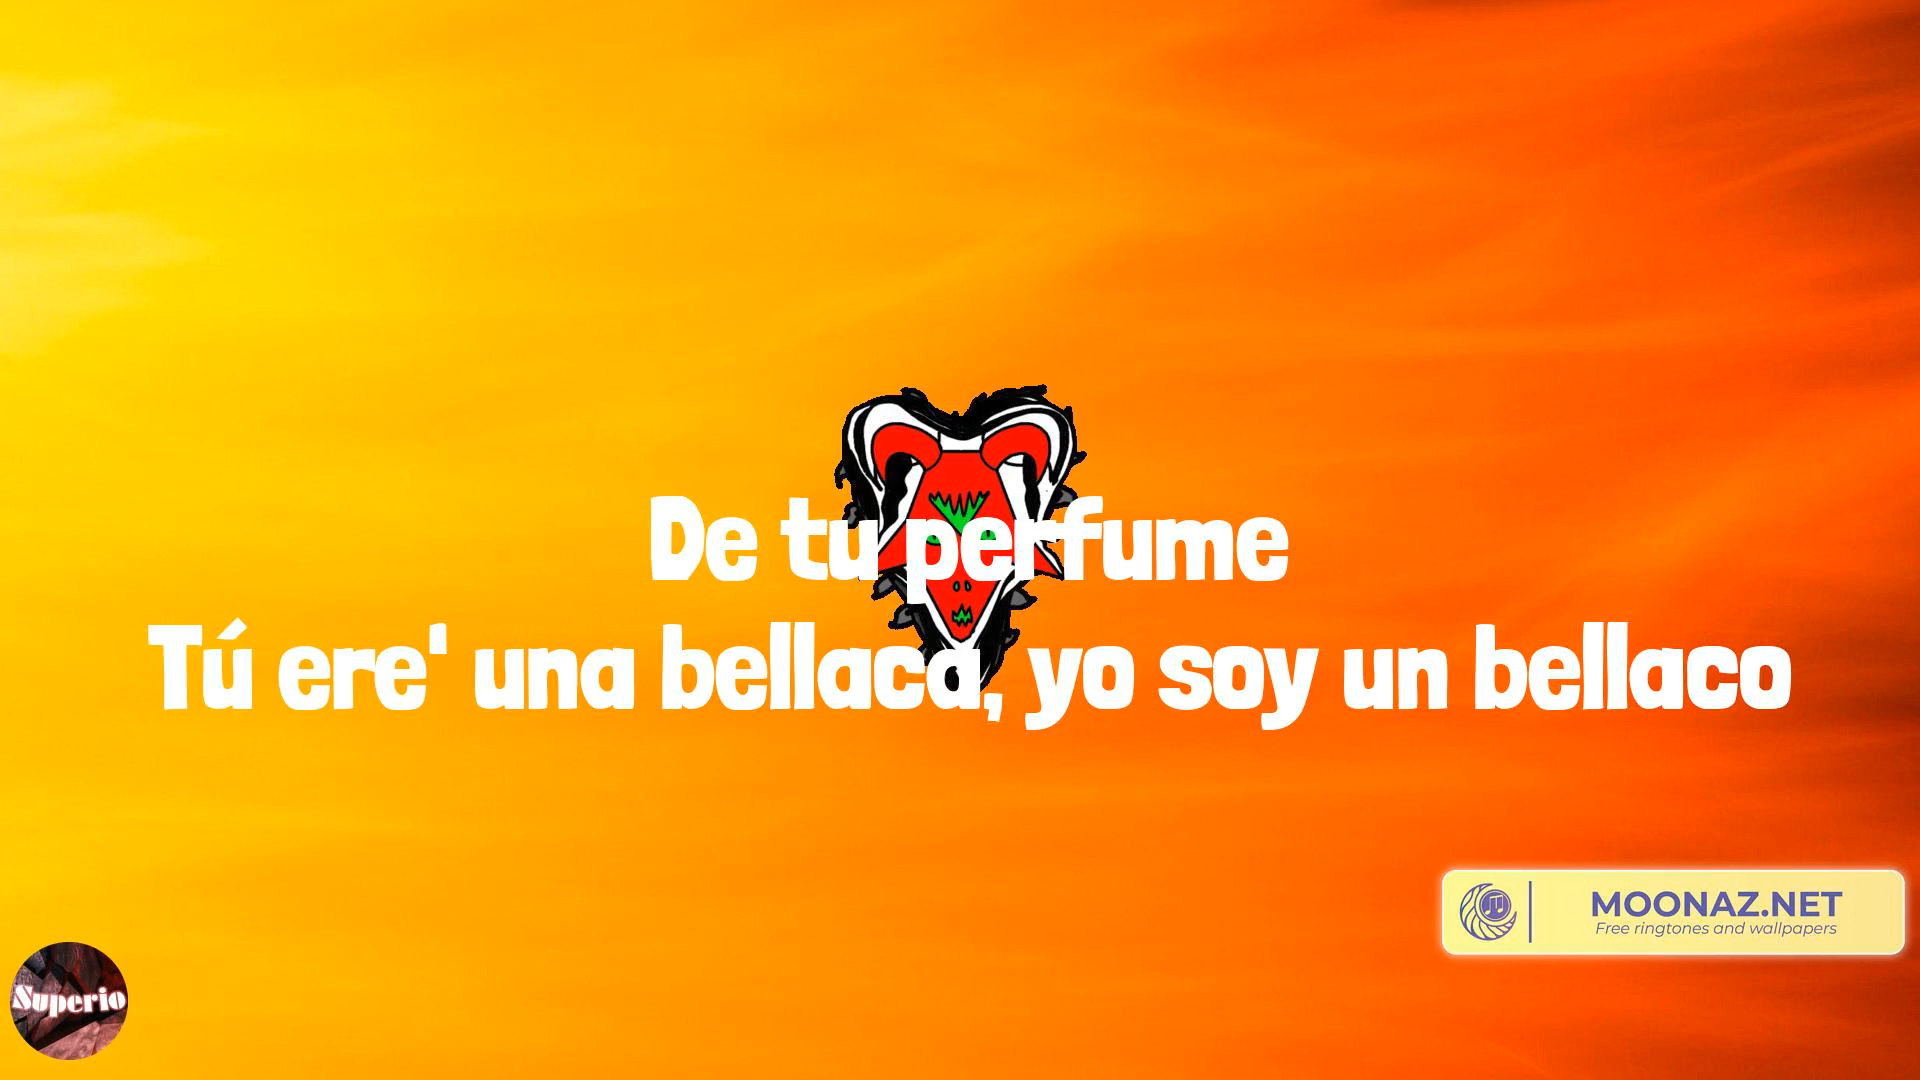 De tu perfume
Tú ere' una bellaca, yo soy un bellaco
MOONAZ.NET
Free ringtones and wallpapers
Superio